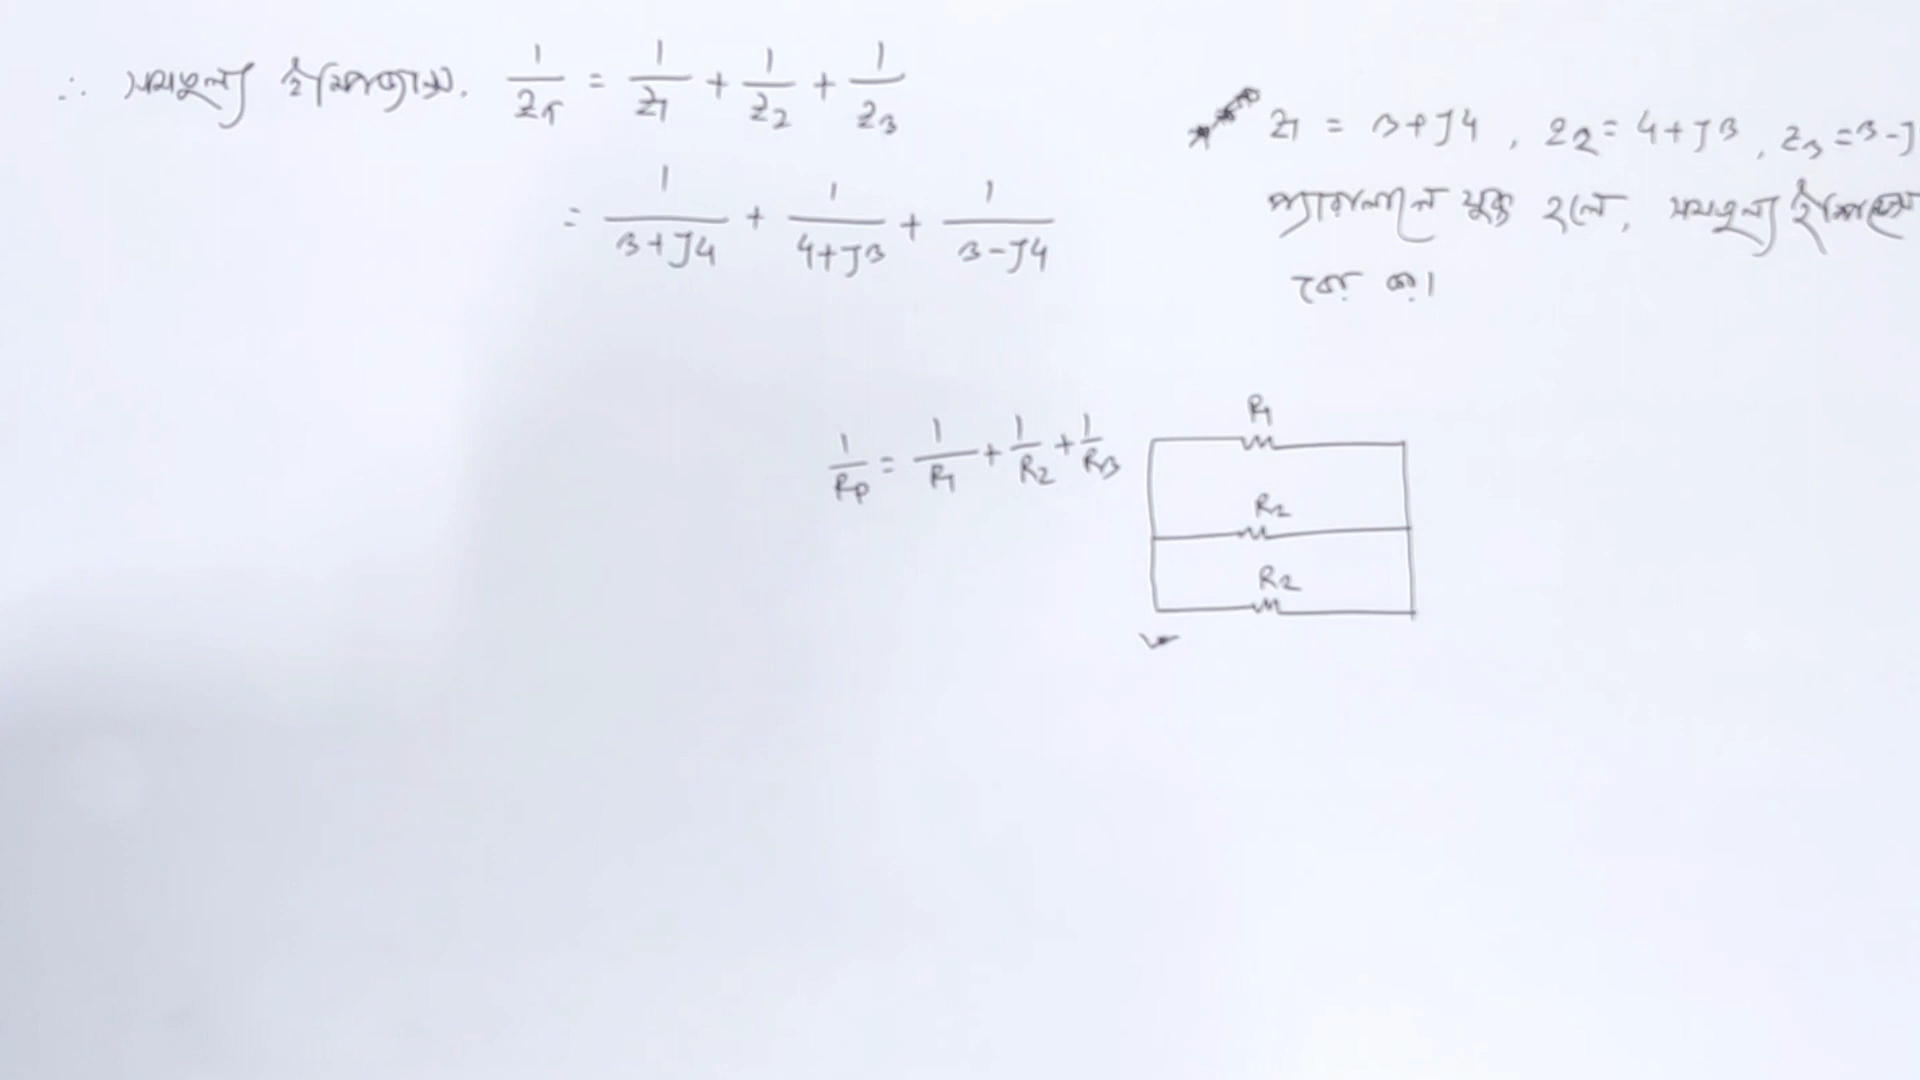 ∴ সমতুল্য ইম্পিড্যান্স. 1/Z_T = 1/Z1 + 1/Z2 + 1/Z3
= 1/(3+J4) + 1/(4+J3) + 1/(3-J4)
Z1 = 3+J4, Z2 = 4+J3, Z3 = 3-J
প্যারালালে যুক্ত হলে, সমতুল্য
বের কর।
1/Rp = 1/R1 + 1/R2 + 1/R3
R1
R2
R2